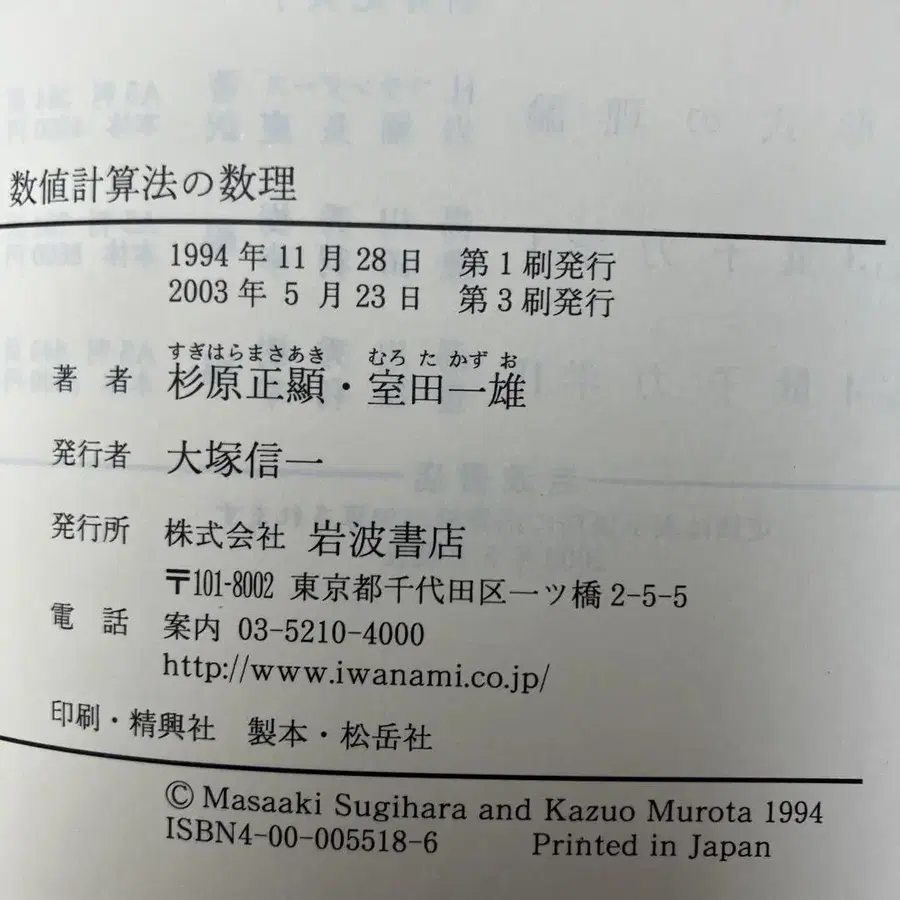 数値計算法の数理
1994年11月28日 第1刷発行
2003年5月23日 第3刷発行
すぎはらまさあき むろたかずお
著者 杉原正顯・室田一雄
発行者 大塚信一
発行所 株式会社 岩波書店
〒101-8002 東京都千代田区一ツ橋2-5-5
電話 案内 03-5210-4000
http://www.iwanami.co.jp/
印刷・精興社 製本・松岳社
© Masaaki Sugihara and Kazuo Murota 1994
ISBN4-00-005518-6 Printed in Japan